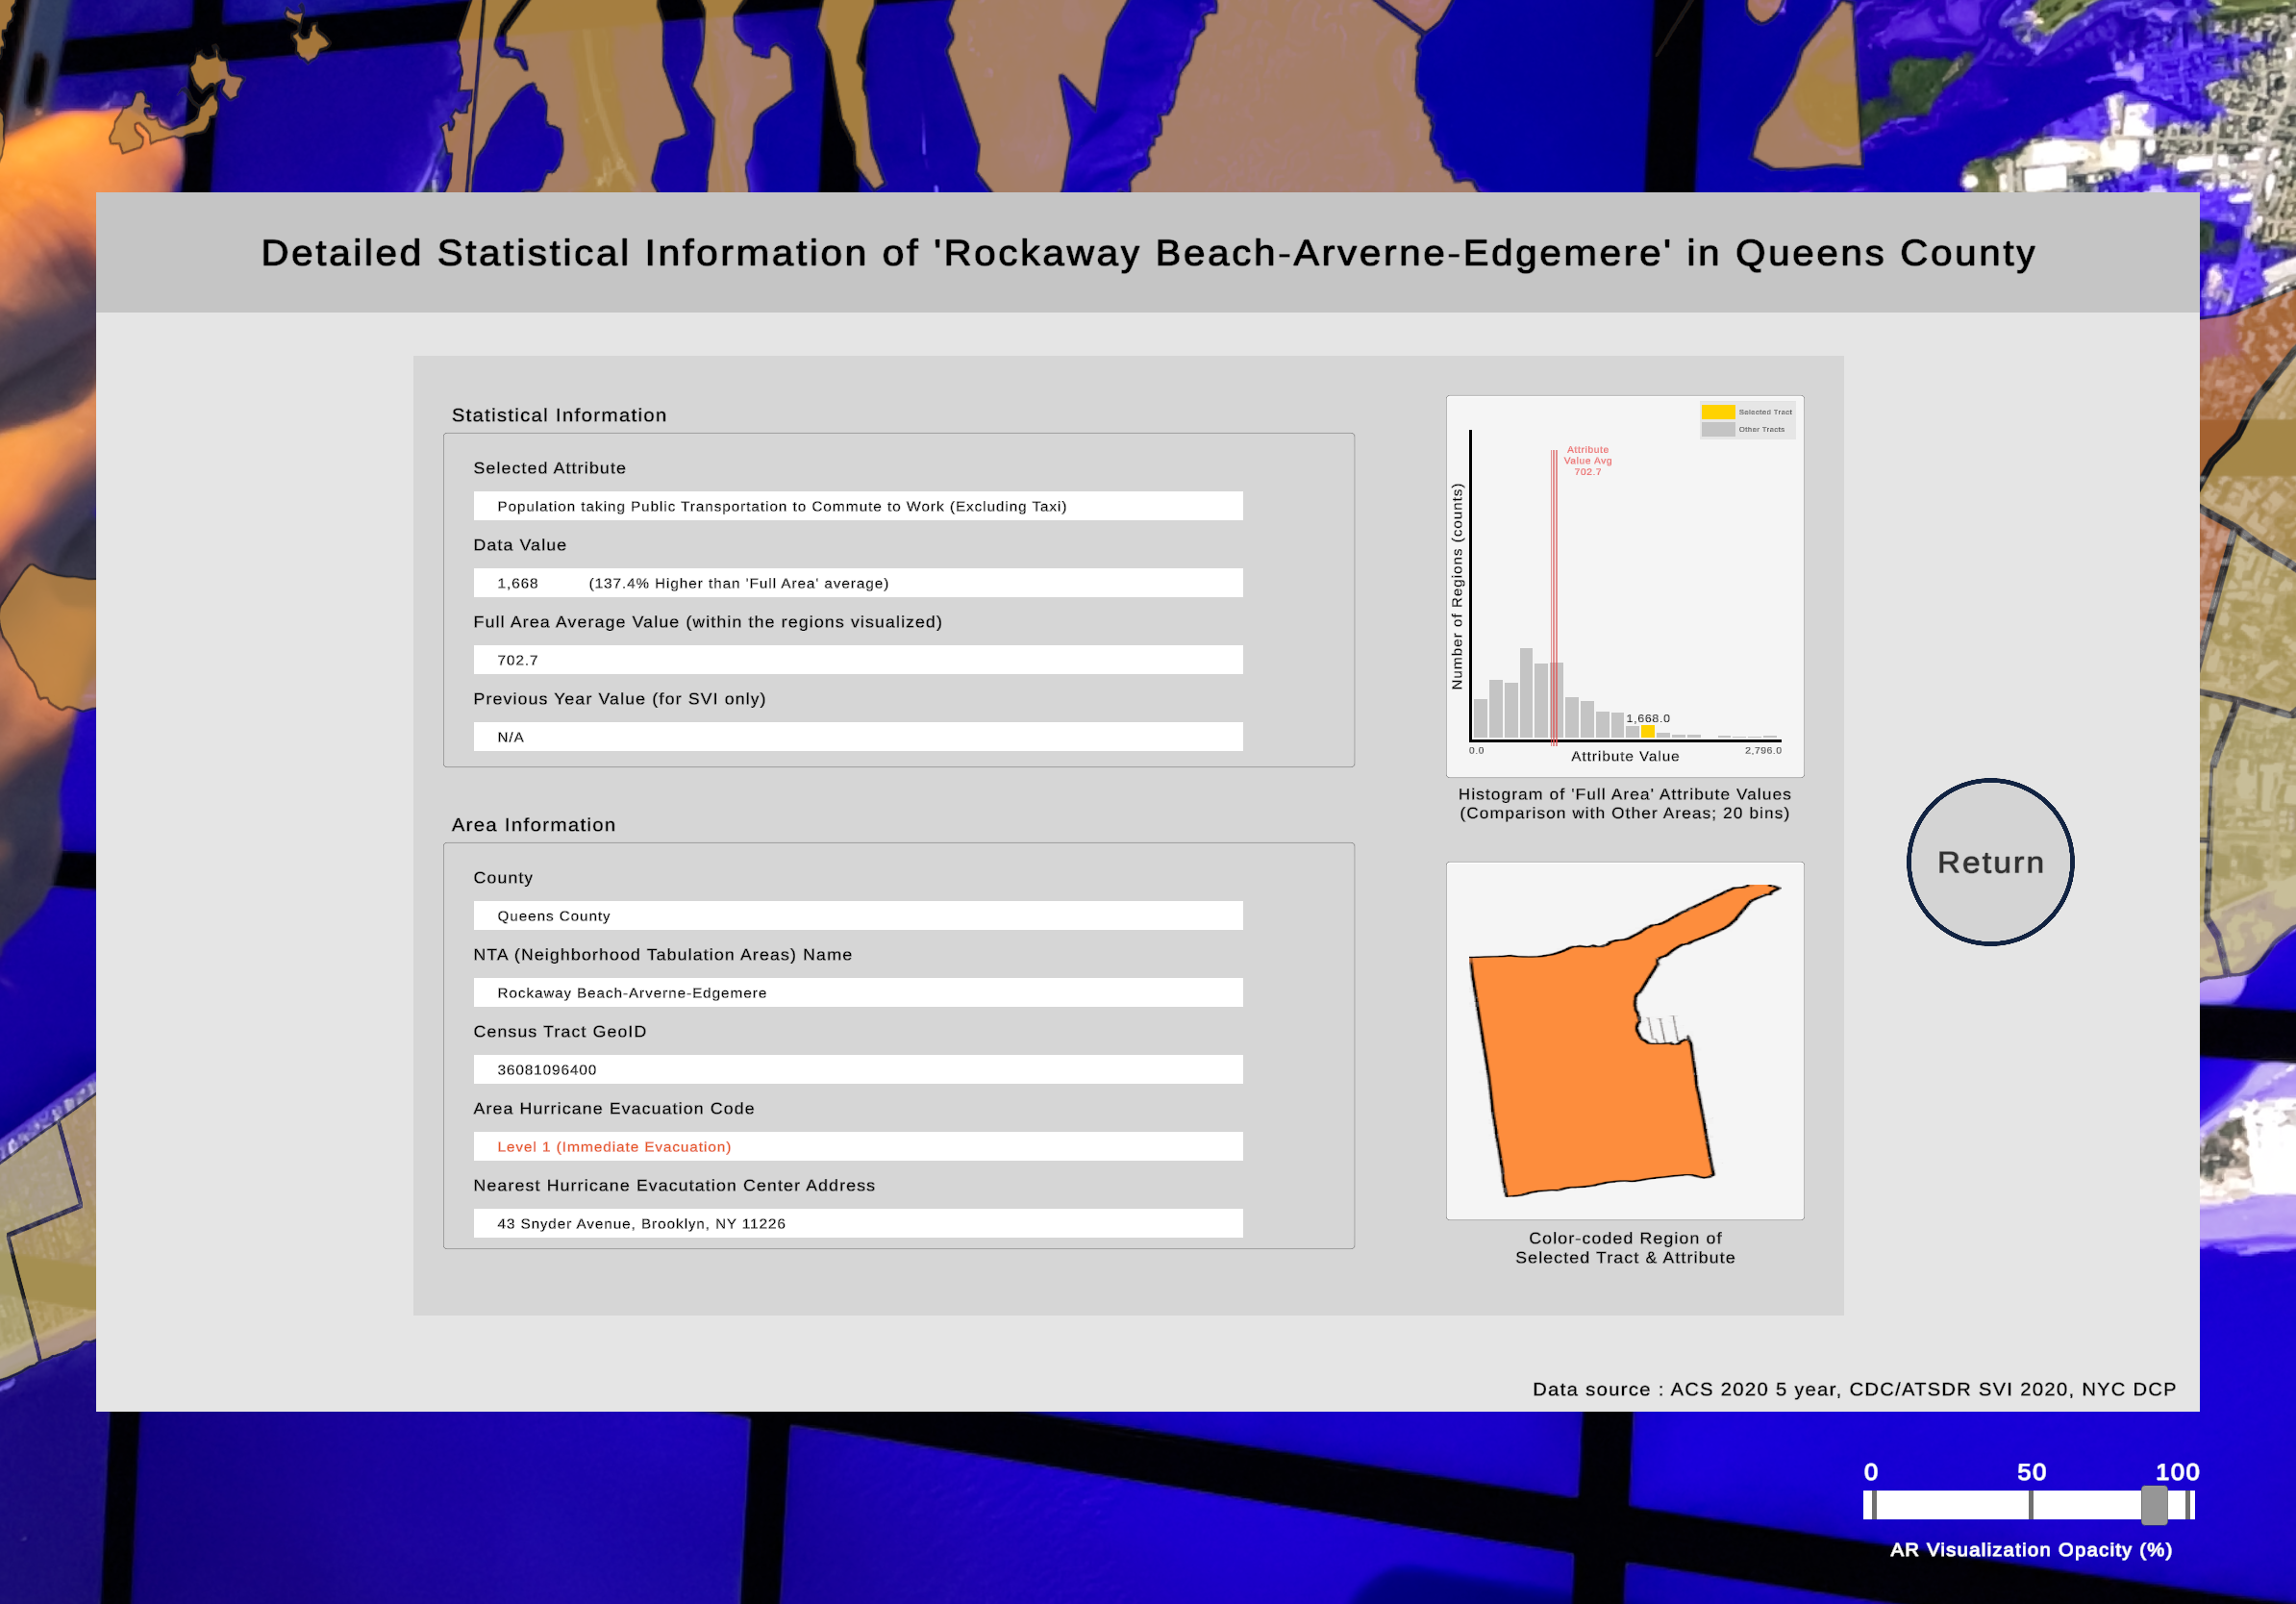 Detailed Statistical Information of 'Rockaway Beach-Arverne-Edgemere' in Queens County
Statistical Information
Selected Attribute
Population taking Public Transportation to Commute to Work (Excluding Taxi)
Data Value
1,668 (137.4% Higher than 'Full Area' average)
Full Area Average Value (within the regions visualized)
702.7
Previous Year Value (for SVI only)
N/A
Area Information
County
Queens County
NTA (Neighborhood Tabulation Areas) Name
Rockaway Beach-Arverne-Edgemere
Census Tract GeoID
36081096400
Area Hurricane Evacuation Code
Level 1 (Immediate Evacuation)
Nearest Hurricane Evacutation Center Address
43 Snyder Avenue, Brooklyn, NY 11226
Selected Tract
Other Tracts
Attribute
Value Avg
702.7
Number of Regions (counts)
1,668.0
0.0
2,796.0
Attribute Value
Histogram of 'Full Area' Attribute Values
(Comparison with Other Areas; 20 bins)
Color-coded Region of
Selected Tract & Attribute
Return
Data source : ACS 2020 5 year, CDC/ATSDR SVI 2020, NYC DCP
0 50 100
AR Visualization Opacity (%)